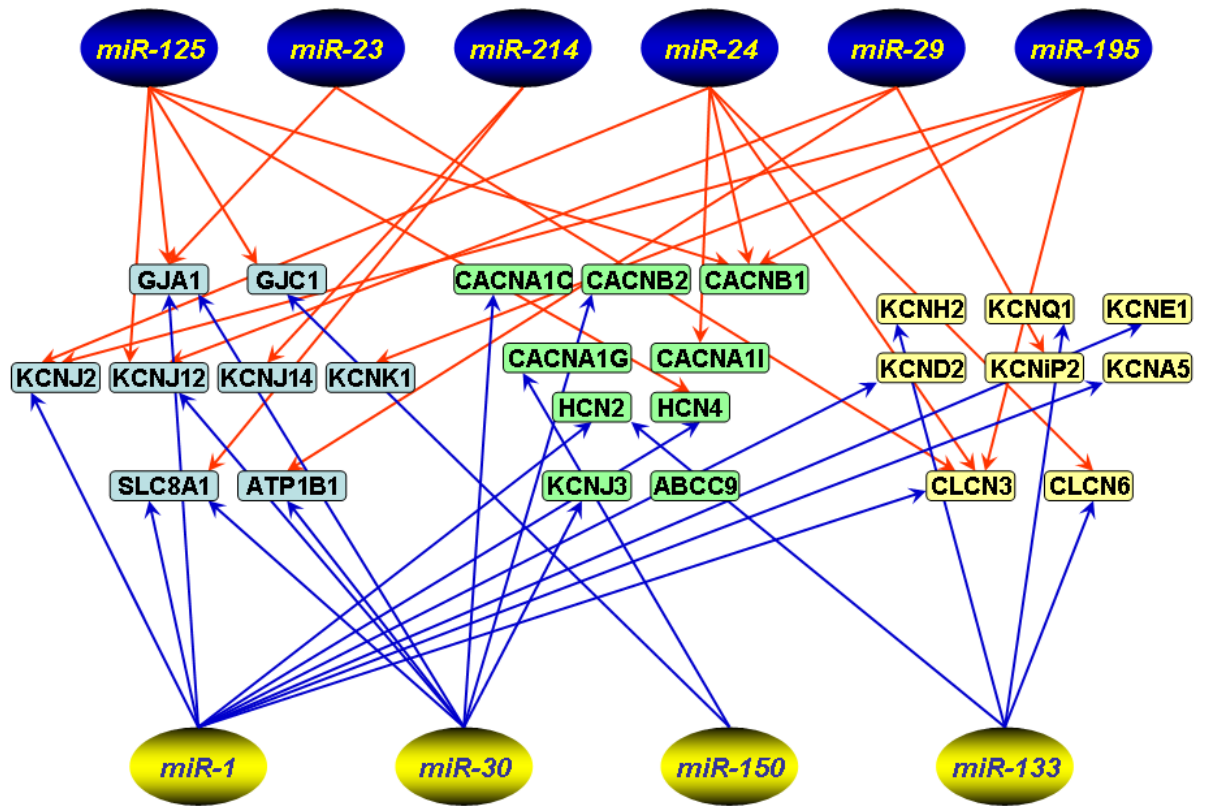 miR-125 miR-23 miR-214 miR-24 miR-29 miR-195
GJA1 GJC1 CACNA1C CACNB2 CACNB1
KCNH2 KCNQ1 KCNE1
CACNA1G CACNA1I
KCNJ2 KCNJ12 KCNJ14 KCNK1 KCND2 KCNiP2 KCNA5
HCN2 HCN4
SLC8A1 ATP1B1 KCNJ3 ABCC9 CLCN3 CLCN6
miR-1 miR-30 miR-150 miR-133